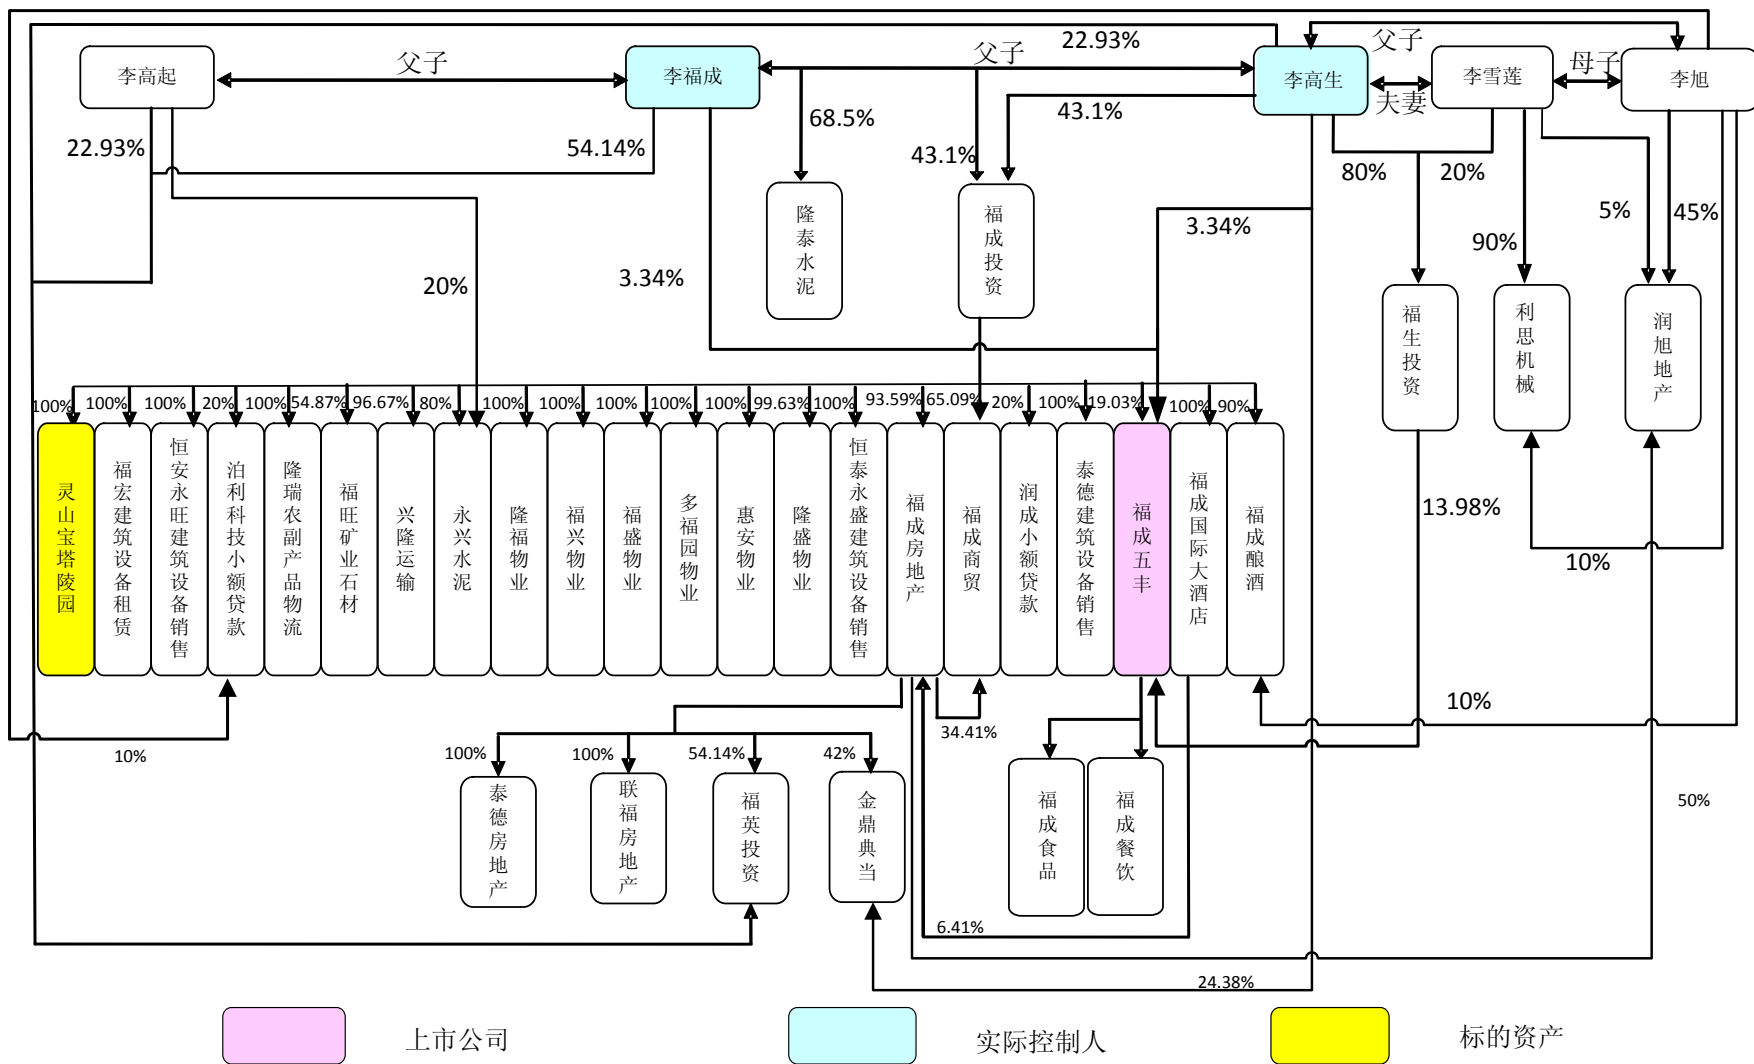 22.93%
父子
李高起
父子
李福成
父子
李高生
夫妻
李雪莲
母子
李旭
22.93%
54.14%
68.5%
43.1%
43.1%
80%
20%
5%
45%
90%
隆泰水泥
福成投资
3.34%
3.34%
20%
福生投资
利思机械
润旭地产
100%
100%
100%
20%
100%
54.87%
96.67%
80%
100%
100%
100%
100%
100%
99.63%
100%
93.59%
65.09%
20%
100%
19.03%
100%
90%
灵山宝塔陵园
福宏建筑设备租赁
恒安永旺建筑设备销售
泊利科技小额贷款
隆瑞农副产品物流
福旺矿业石材
兴隆运输
永兴水泥
隆福物业
福兴物业
福盛物业
多福园物业
惠安物业
隆盛物业
恒泰永盛建筑设备销售
福成房地产
福成商贸
润成小额贷款
泰德建筑设备销售
福成五丰
福成国际大酒店
福成酿酒
13.98%
10%
10%
10%
34.41%
100%
100%
54.14%
42%
50%
泰德房地产
联福房地产
福英投资
金鼎典当
福成食品
福成餐饮
6.41%
24.38%
上市公司
实际控制人
标的资产